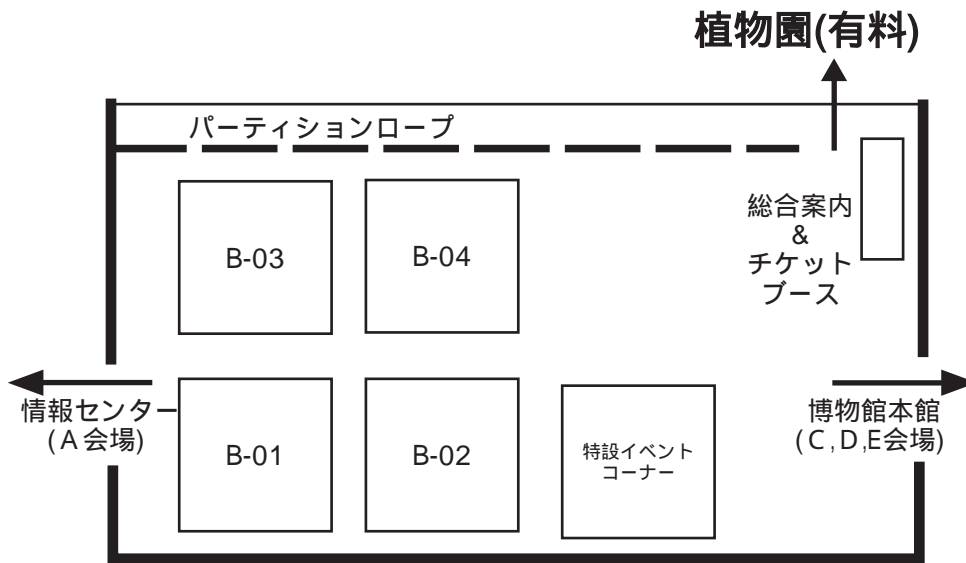 植物園(有料)
パーティションロープ
総合案内
&
チケット
ブース
B-03
B-04
情報センター
(A会場)
B-01
B-02
特設イベント
コーナー
博物館本館
(C,D,E会場)